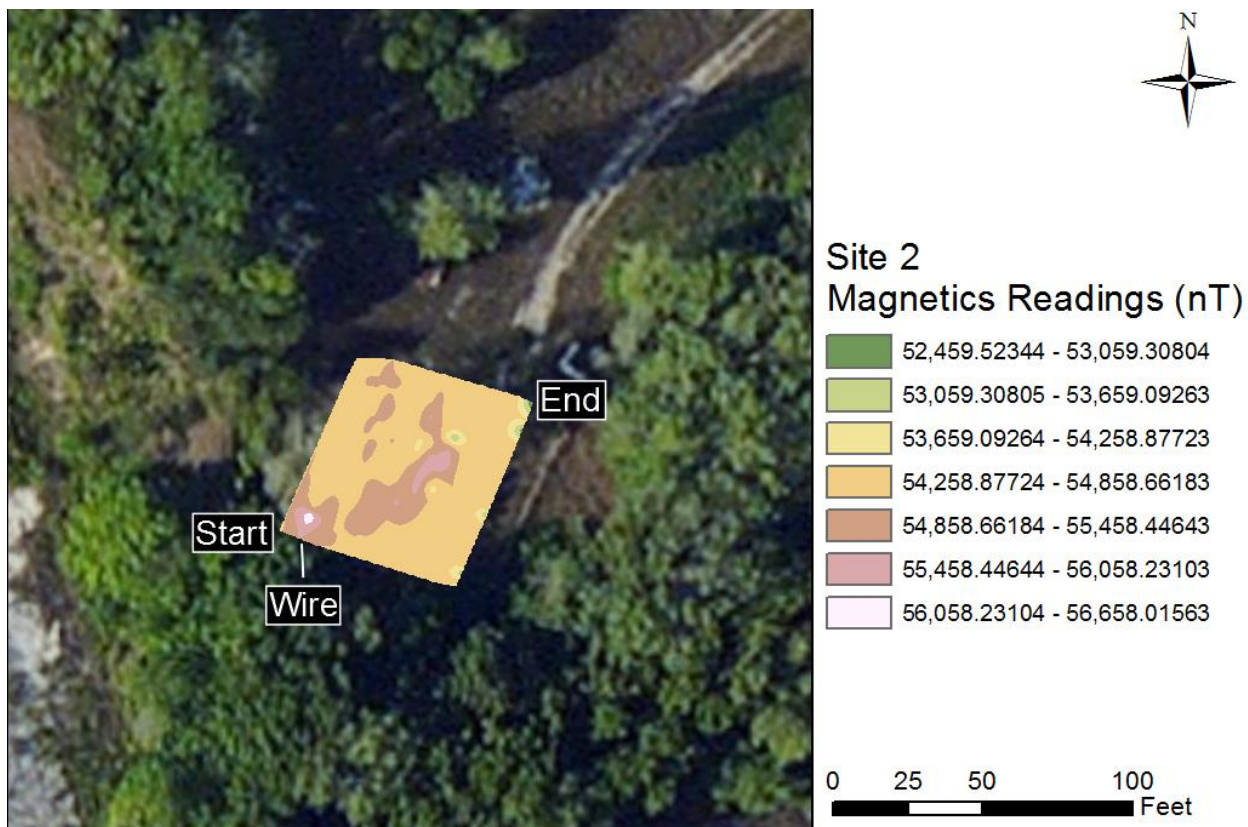 N
End
Start
Wire
Site 2
Magnetics Readings (nT)
52,459.52344 - 53,059.30804
53,059.30805 - 53,659.09263
53,659.09264 - 54,258.87723
54,258.87724 - 54,858.66183
54,858.66184 - 55,458.44643
55,458.44644 - 56,058.23103
56,058.23104 - 56,658.01563
0 25 50 100
Feet